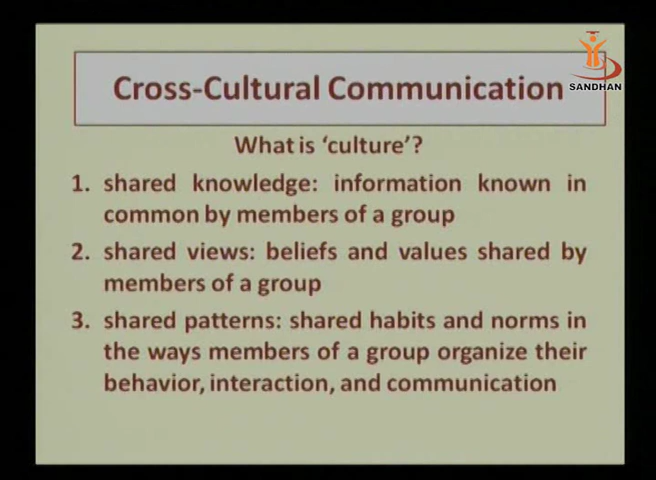 SANDHAN
Cross-Cultural Communication
What is ‘culture’?
1. shared knowledge: information known in
common by members of a group
2. shared views: beliefs and values shared by
members of a group
3. shared patterns: shared habits and norms in
the ways members of a group organize their
behavior, interaction, and communication